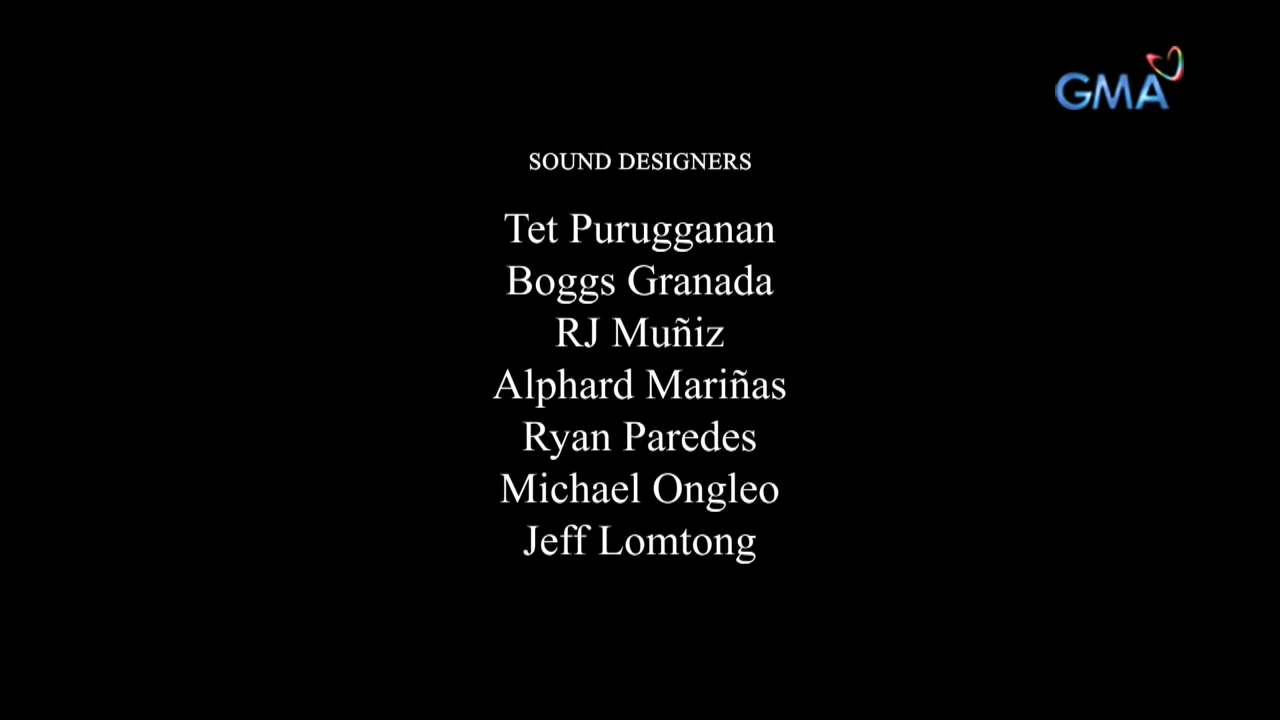 GMA
SOUND DESIGNERS
Tet Purugganan
Boggs Granada
RJ Muñiz
Alphard Mariñas
Ryan Paredes
Michael Ongleo
Jeff Lomtong